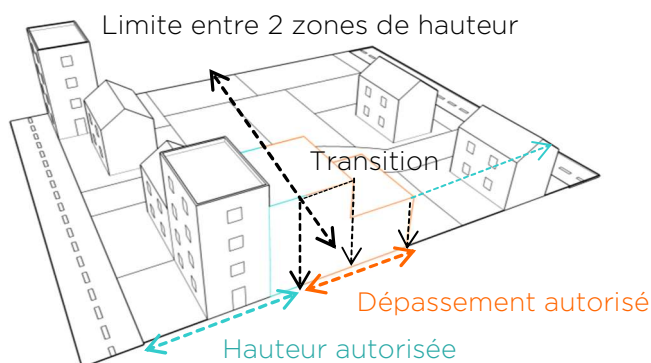 Limite entre 2 zones de hauteur
Transition
Dépassement autorisé
Hauteur autorisée